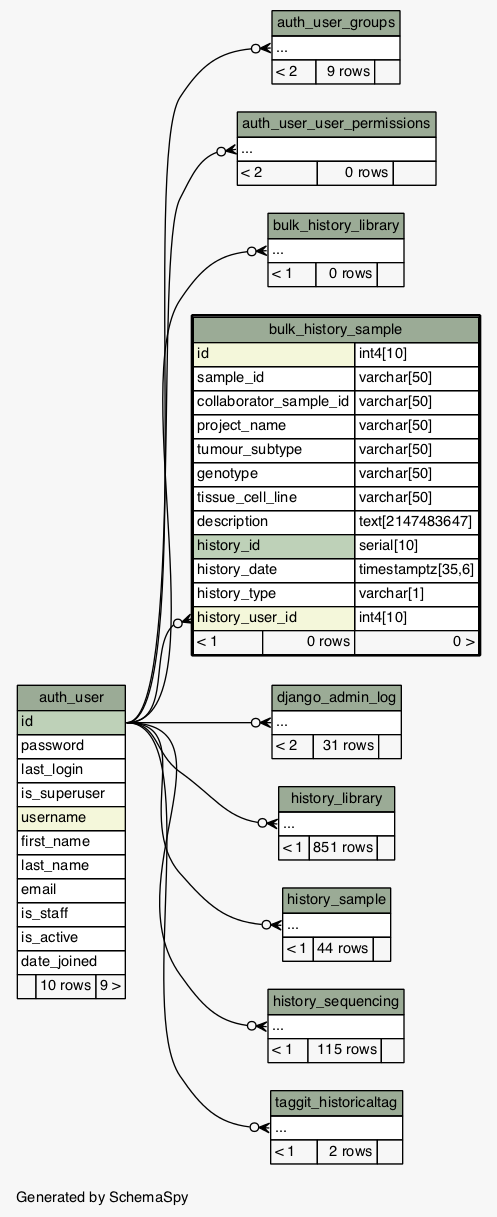 auth_user_groups
...
< 2 9 rows
auth_user_user_permissions
...
< 2 0 rows
bulk_history_library
...
< 1 0 rows
bulk_history_sample
id int4[10]
sample_id varchar[50]
collaborator_sample_id varchar[50]
project_name varchar[50]
tumour_subtype varchar[50]
genotype varchar[50]
tissue_cell_line varchar[50]
description text[2147483647]
history_id serial[10]
history_date timestamptz[35,6]
history_type varchar[1]
history_user_id int4[10]
< 1 0 rows 0 >
auth_user
id
password
last_login
is_superuser
username
first_name
last_name
email
is_staff
is_active
date_joined
10 rows 9 >
django_admin_log
...
< 2 31 rows
history_library
...
< 1 851 rows
history_sample
...
< 1 44 rows
history_sequencing
...
< 1 115 rows
taggit_historicaltag
...
< 1 2 rows
Generated by SchemaSpy